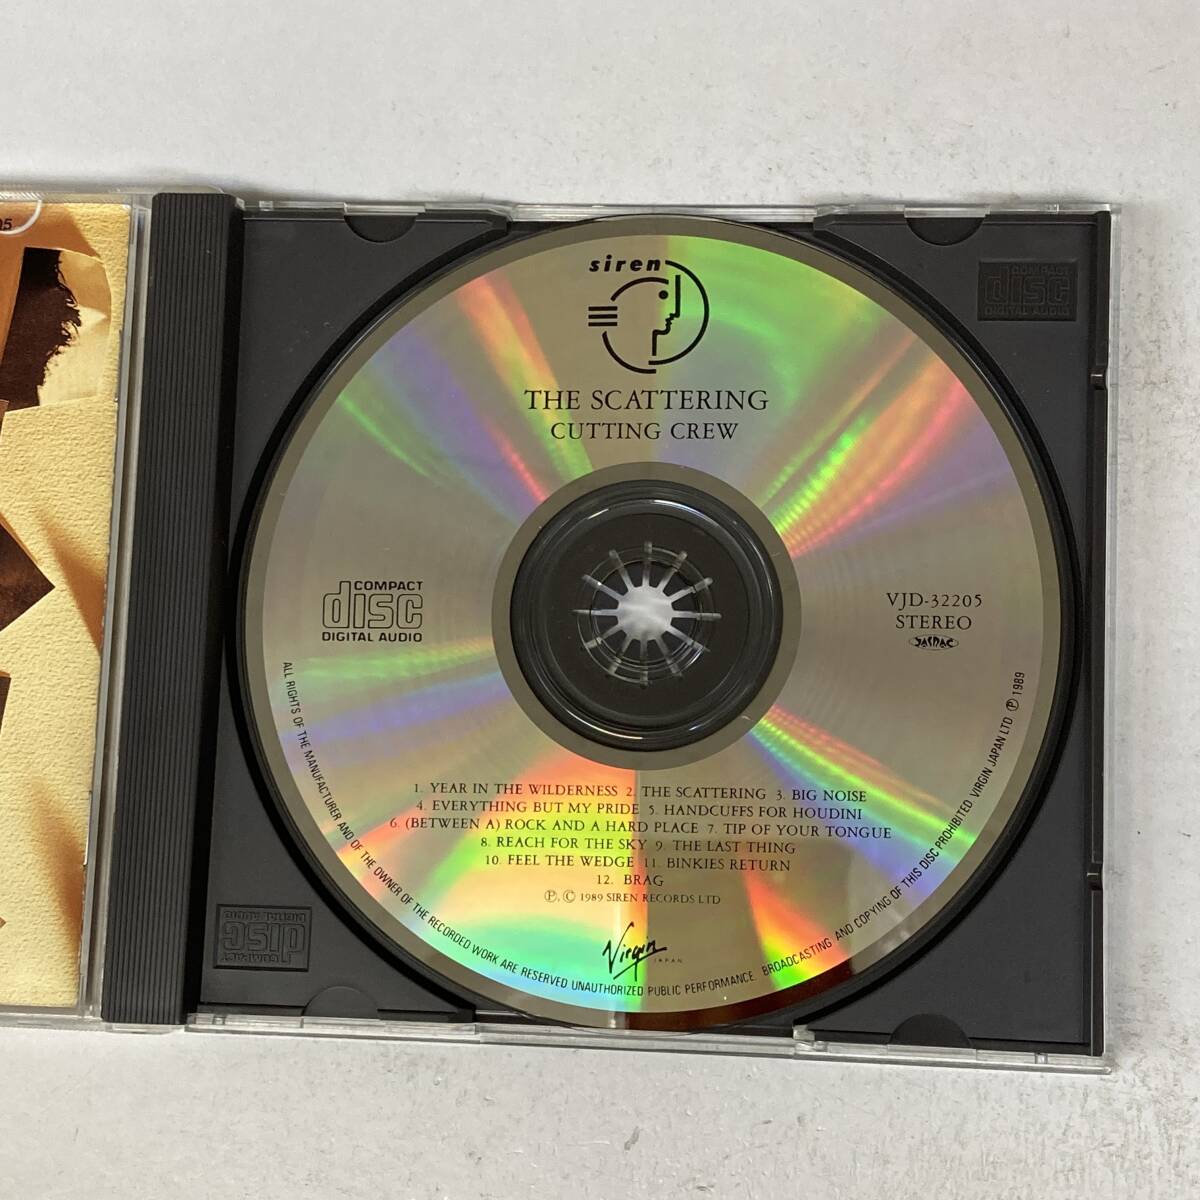 siren
THE SCATTERING
CUTTING CREW
COMPACT
disc
DIGITAL AUDIO
VJD-32205
STEREO
JASRAC
1. YEAR IN THE WILDERNESS 2. THE SCATTERING 3. BIG NOISE
4. EVERYTHING BUT MY PRIDE 5. HANDCUFFS FOR HOUDINI
6. (BETWEEN A) ROCK AND A HARD PLACE 7. TIP OF YOUR TONGUE
8. REACH FOR THE SKY 9. THE LAST THING
10. FEEL THE WEDGE 11. BINKIES RETURN
12. BRAG
Ⓟ, © 1989 SIREN RECORDS LTD
Virgin
JAPAN
ALL RIGHTS OF THE MANUFACTURER AND OF THE OWNER OF THE RECORDED WORK ARE RESERVED UNAUTHORIZED PUBLIC PERFORMANCE BROADCASTING AND COPYING OF THIS DISC PROHIBITED VIRGIN JAPAN LTD Ⓟ 1989
COMPACT
disc
DIGITAL AUDIO
COMPACT
disc
DIGITAL AUDIO
05